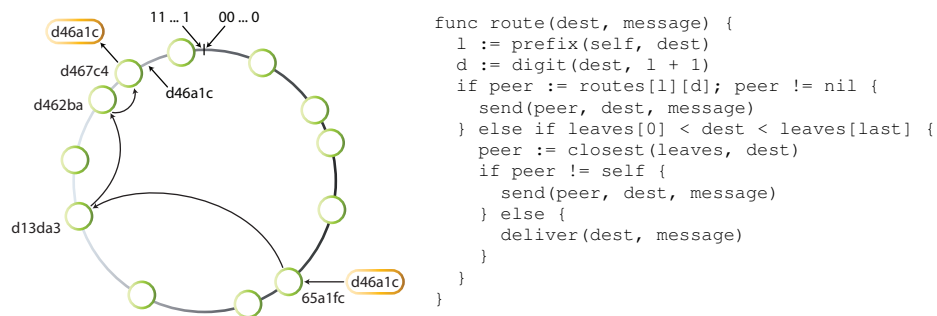 11 ... 1
00 ... 0
d46a1c
d467c4
d46a1c
d462ba
d13da3
65a1fc
d46a1c
func route(dest, message) {
  l := prefix(self, dest)
  d := digit(dest, l + 1)
  if peer := routes[l][d]; peer != nil {
    send(peer, dest, message)
  } else if leaves[0] < dest < leaves[last] {
    peer := closest(leaves, dest)
    if peer != self {
      send(peer, dest, message)
    } else {
      deliver(dest, message)
    }
  }
}